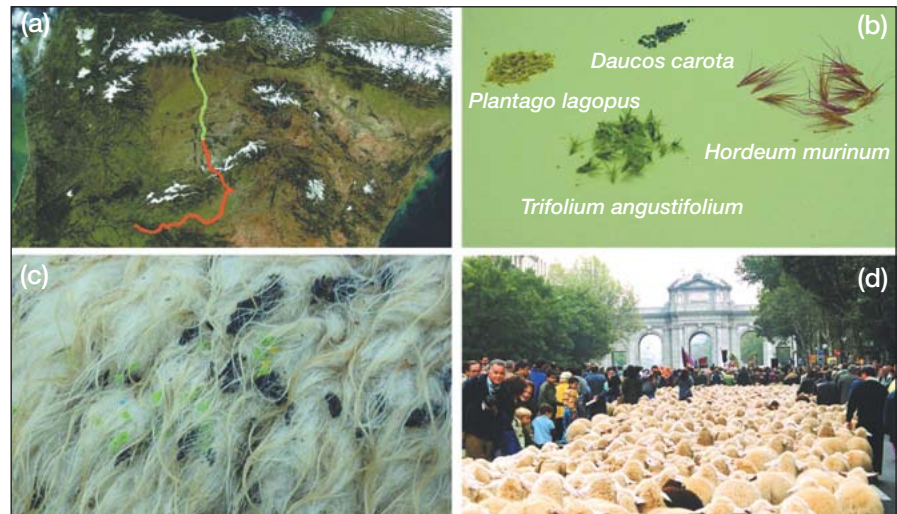 (a)
(b)
Daucos carota
Plantago lagopus
Hordeum murinum
Trifolium angustifolium
(c)
(d)